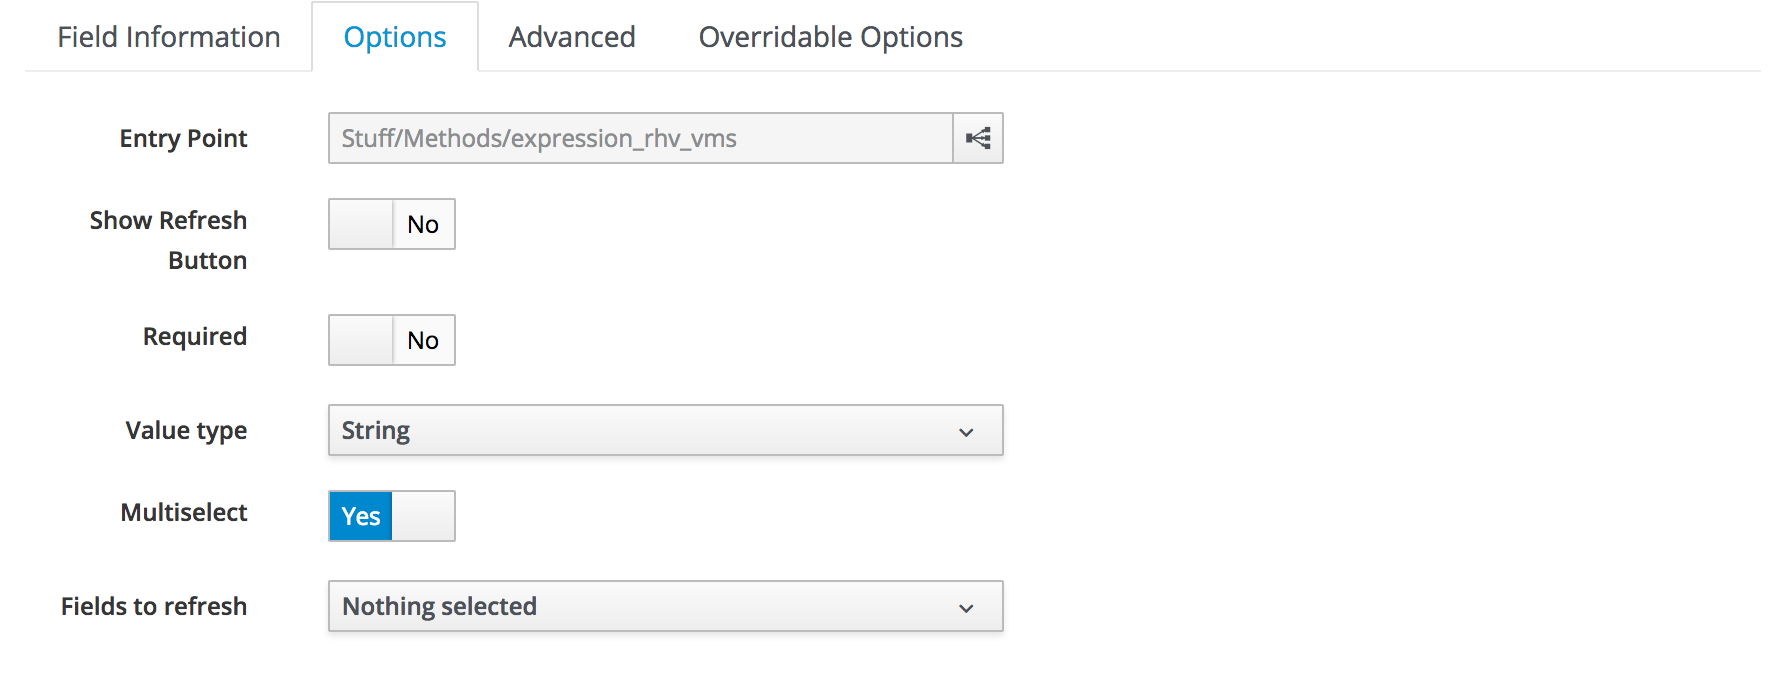 Field Information Options Advanced Overridable Options
Entry Point Stuff/Methods/expression_rhv_vms
Show Refresh
Button
No
Required No
Value type String
Multiselect Yes
Fields to refresh Nothing selected